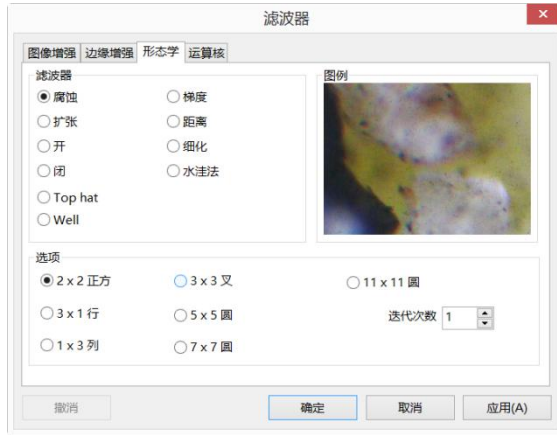 滤波器
图像增强 边缘增强 形态学 运算核
滤波器
腐蚀 梯度
扩张 距离
开 细化
闭 水洼法
Top hat
Well
图例
选项
2 x 2 正方 3 x 3 叉 11 x 11 圆
3 x 1 行 5 x 5 圆 迭代次数 1
1 x 3 列 7 x 7 圆
撤消 确定 取消 应用(A)